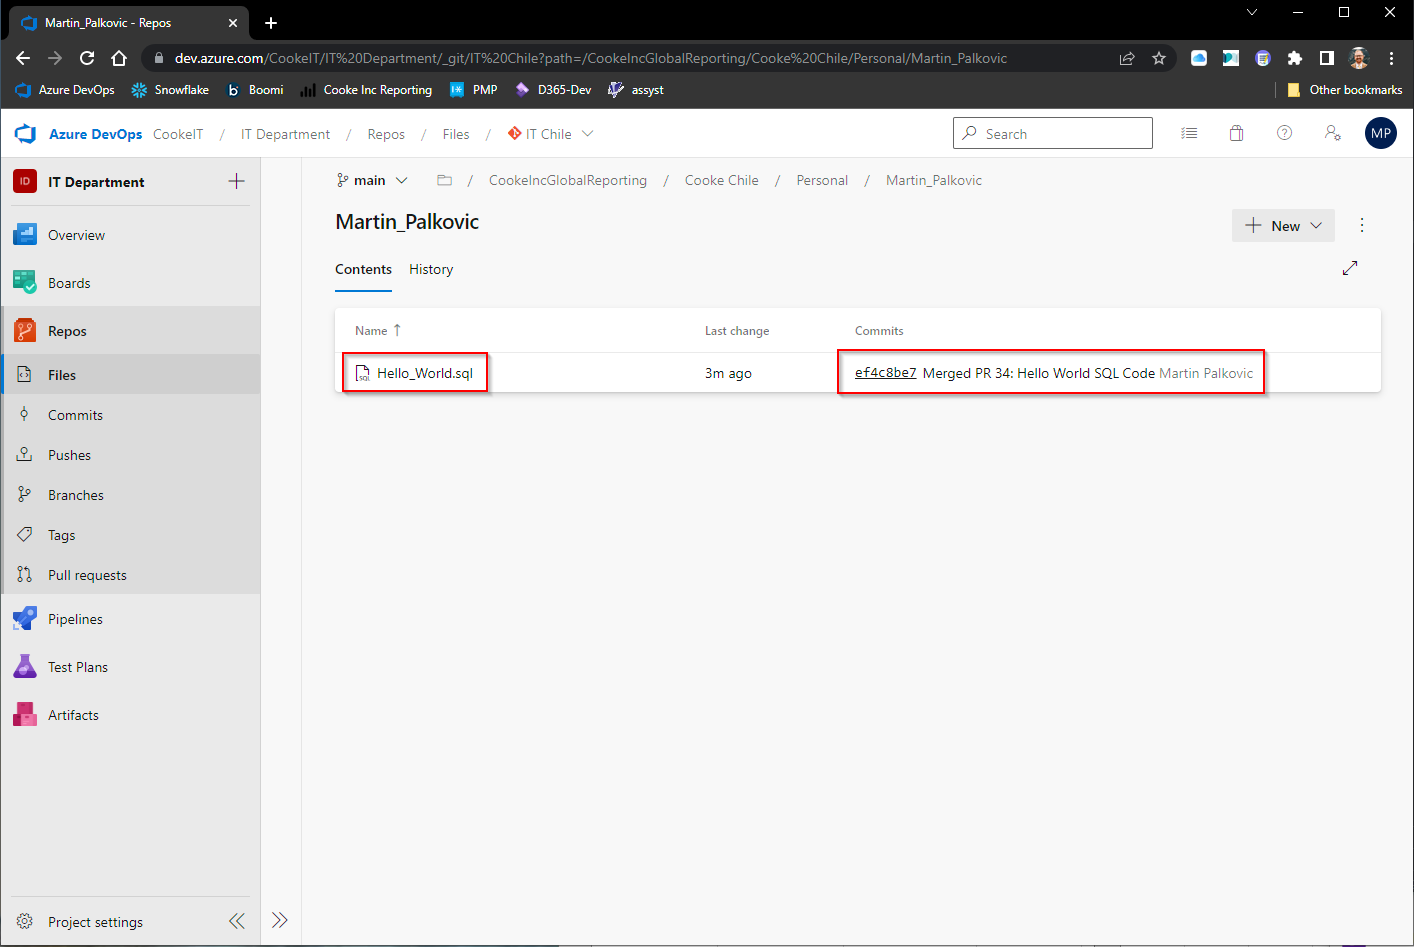 Martin_Palkovic - Repos
dev.azure.com/CookeIT/IT%20Department/_git/IT%20Chile?path=/CookeIncGlobalReporting/Cooke%20Chile/Personal/Martin_Palkovic
Azure DevOps Snowflake b Boomi Cooke Inc Reporting PMP D365-Dev assyst Other bookmarks
Azure DevOps CookeIT / IT Department / Repos / Files / IT Chile Search MP
ID IT Department
main / CookeIncGlobalReporting / Cooke Chile / Personal / Martin_Palkovic
Martin_Palkovic
New
Contents History
Name Last change Commits
SQL Hello_World.sql 3m ago ef4c8be7 Merged PR 34: Hello World SQL Code Martin Palkovic
Overview
Boards
Repos
Files
Commits
Pushes
Branches
Tags
Pull requests
Pipelines
Test Plans
Artifacts
Project settings